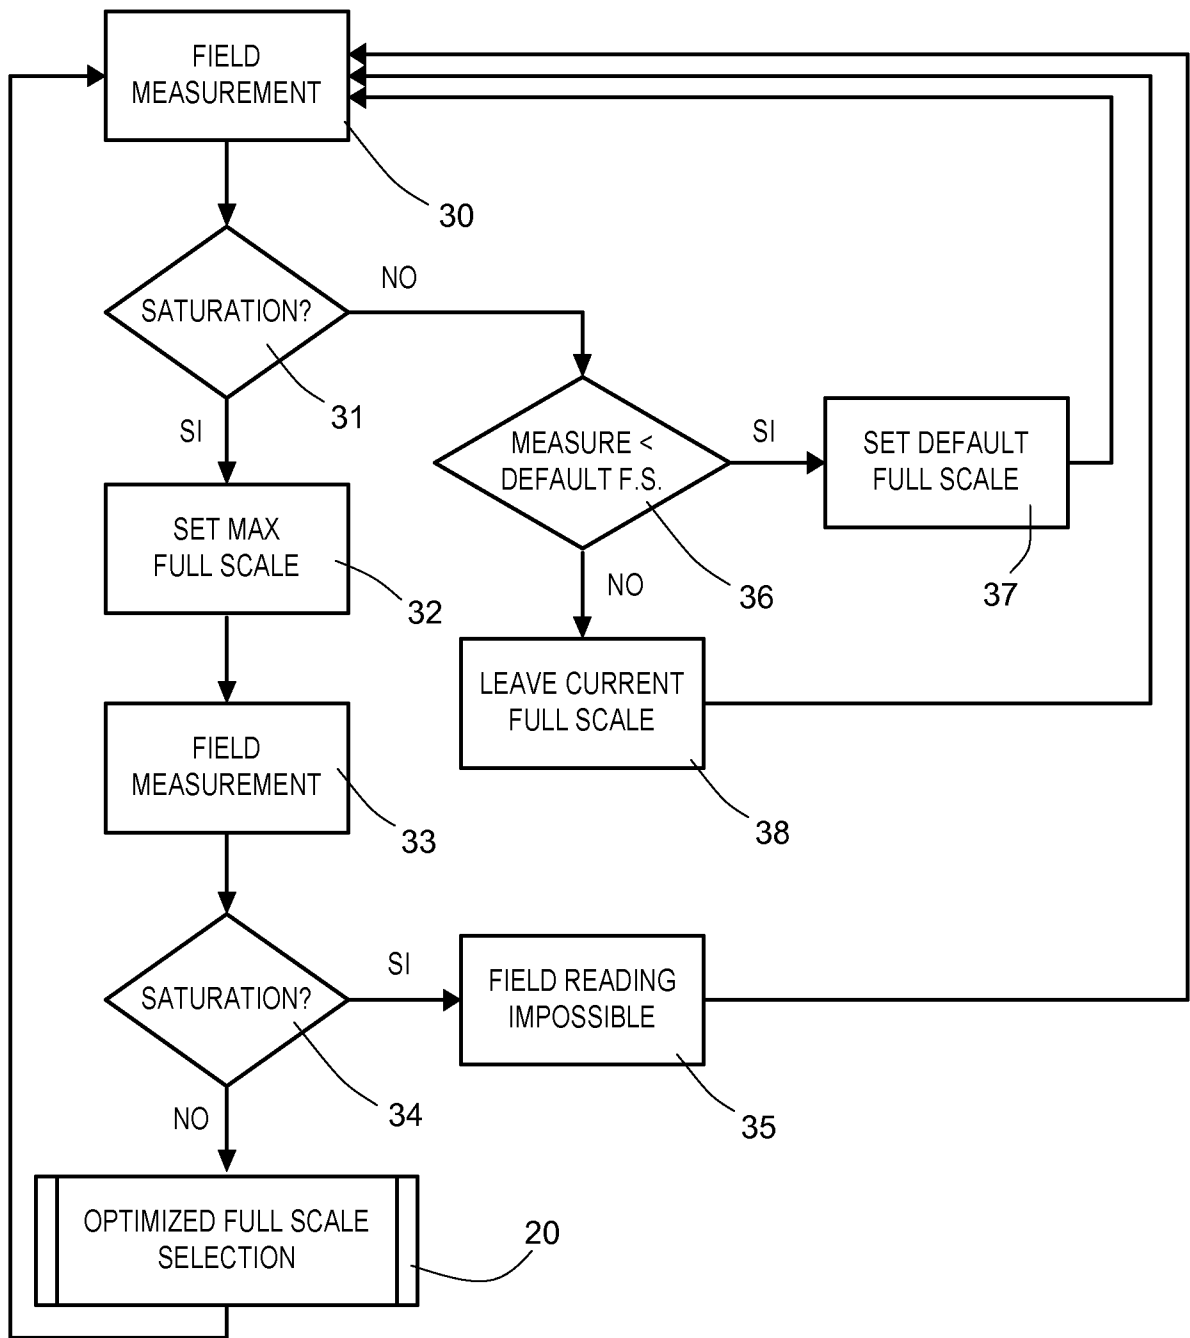 FIELD
MEASUREMENT
30
SATURATION?
NO
31
SI
MEASURE <
DEFAULT F.S.
SI
36
SET DEFAULT
FULL SCALE
37
SET MAX
FULL SCALE
32
NO
LEAVE CURRENT
FULL SCALE
38
FIELD
MEASUREMENT
33
SATURATION?
SI
34
FIELD READING
IMPOSSIBLE
35
NO
OPTIMIZED FULL SCALE
SELECTION
20